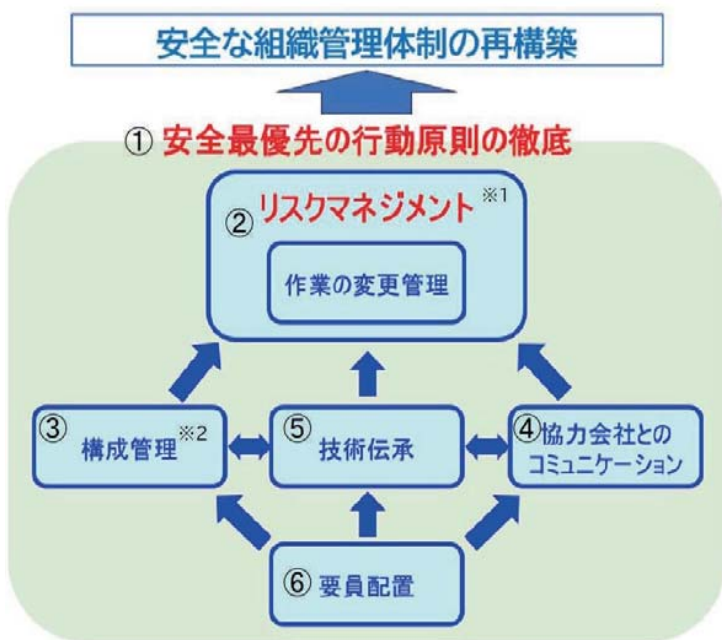 安全な組織管理体制の再構築
① 安全最優先の行動原則の徹底
② リスクマネジメント ※1
作業の変更管理
③ 構成管理 ※2
⑤ 技術伝承
④ 協力会社との
コミュニケーション
⑥ 要員配置